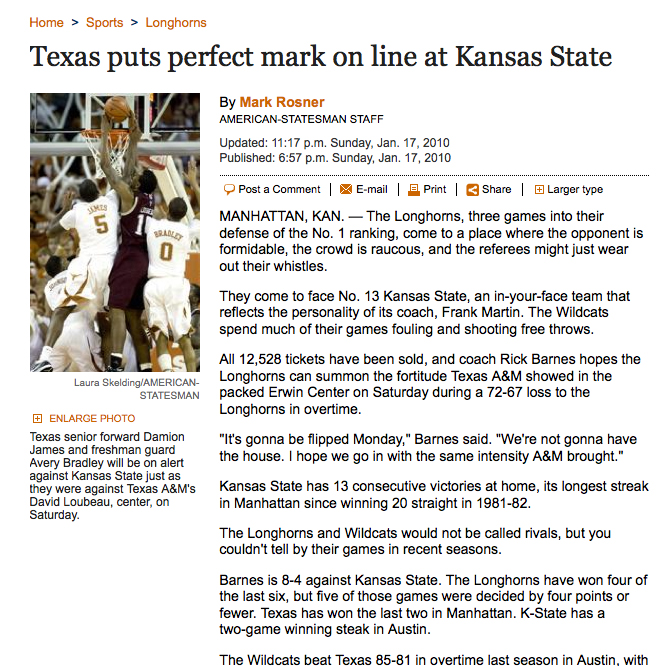 Home > Sports > Longhorns
Texas puts perfect mark on line at Kansas State
By Mark Rosner
AMERICAN-STATESMAN STAFF
Updated: 11:17 p.m. Sunday, Jan. 17, 2010
Published: 6:57 p.m. Sunday, Jan. 17, 2010
Post a Comment | E-mail | Print | Share | Larger type
JAMES
5
1
BRADLEY
0
Laura Skelding/AMERICAN-
STATESMAN
ENLARGE PHOTO
Texas senior forward Damion
James and freshman guard
Avery Bradley will be on alert
against Kansas State just as
they were against Texas A&M's
David Loubeau, center, on
Saturday.
MANHATTAN, KAN. — The Longhorns, three games into their
defense of the No. 1 ranking, come to a place where the opponent is
formidable, the crowd is raucous, and the referees might just wear
out their whistles.
They come to face No. 13 Kansas State, an in-your-face team that
reflects the personality of its coach, Frank Martin. The Wildcats
spend much of their games fouling and shooting free throws.
All 12,528 tickets have been sold, and coach Rick Barnes hopes the
Longhorns can summon the fortitude Texas A&M showed in the
packed Erwin Center on Saturday during a 72-67 loss to the
Longhorns in overtime.
"It's gonna be flipped Monday," Barnes said. "We're not gonna have
the house. I hope we go in with the same intensity A&M brought."
Kansas State has 13 consecutive victories at home, its longest streak
in Manhattan since winning 20 straight in 1981-82.
The Longhorns and Wildcats would not be called rivals, but you
couldn't tell by their games in recent seasons.
Barnes is 8-4 against Kansas State. The Longhorns have won four of
the last six, but five of those games were decided by four points or
fewer. Texas has won the last two in Manhattan. K-State has a
two-game winning steak in Austin.
The Wildcats beat Texas 85-81 in overtime last season in Austin, with